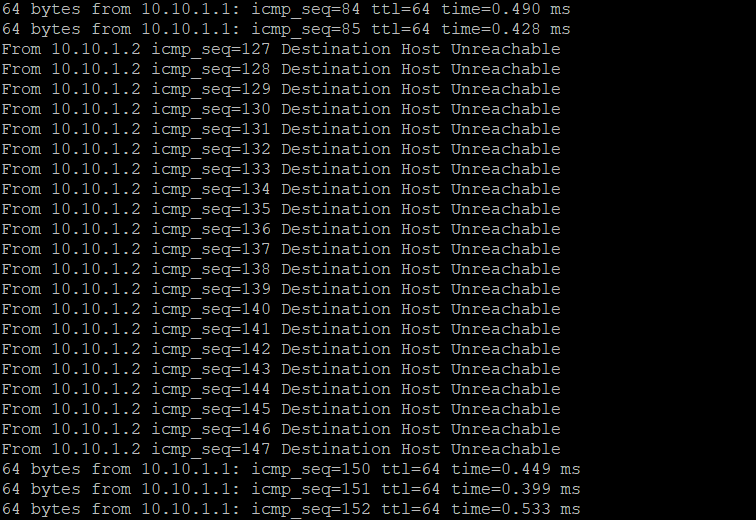 64 bytes from 10.10.1.1: icmp_seq=84 ttl=64 time=0.490 ms
64 bytes from 10.10.1.1: icmp_seq=85 ttl=64 time=0.428 ms
From 10.10.1.2 icmp_seq=127 Destination Host Unreachable
From 10.10.1.2 icmp_seq=128 Destination Host Unreachable
From 10.10.1.2 icmp_seq=129 Destination Host Unreachable
From 10.10.1.2 icmp_seq=130 Destination Host Unreachable
From 10.10.1.2 icmp_seq=131 Destination Host Unreachable
From 10.10.1.2 icmp_seq=132 Destination Host Unreachable
From 10.10.1.2 icmp_seq=133 Destination Host Unreachable
From 10.10.1.2 icmp_seq=134 Destination Host Unreachable
From 10.10.1.2 icmp_seq=135 Destination Host Unreachable
From 10.10.1.2 icmp_seq=136 Destination Host Unreachable
From 10.10.1.2 icmp_seq=137 Destination Host Unreachable
From 10.10.1.2 icmp_seq=138 Destination Host Unreachable
From 10.10.1.2 icmp_seq=139 Destination Host Unreachable
From 10.10.1.2 icmp_seq=140 Destination Host Unreachable
From 10.10.1.2 icmp_seq=141 Destination Host Unreachable
From 10.10.1.2 icmp_seq=142 Destination Host Unreachable
From 10.10.1.2 icmp_seq=143 Destination Host Unreachable
From 10.10.1.2 icmp_seq=144 Destination Host Unreachable
From 10.10.1.2 icmp_seq=145 Destination Host Unreachable
From 10.10.1.2 icmp_seq=146 Destination Host Unreachable
From 10.10.1.2 icmp_seq=147 Destination Host Unreachable
64 bytes from 10.10.1.1: icmp_seq=150 ttl=64 time=0.449 ms
64 bytes from 10.10.1.1: icmp_seq=151 ttl=64 time=0.399 ms
64 bytes from 10.10.1.1: icmp_seq=152 ttl=64 time=0.533 ms